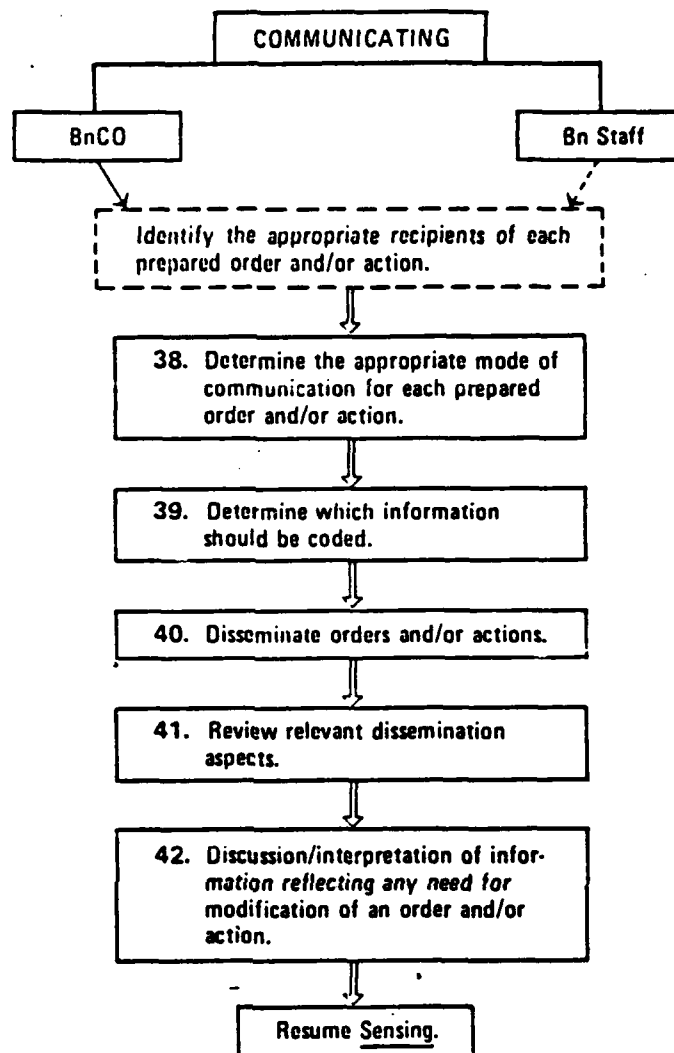 COMMUNICATING
BnCO
Bn Staff
Identify the appropriate recipients of each
prepared order and/or action.
38. Determine the appropriate mode of
communication for each prepared
order and/or action.
39. Determine which information
should be coded.
40. Disseminate orders and/or actions.
41. Review relevant dissemination
aspects.
42. Discussion/interpretation of infor-
mation reflecting any need for
modification of an order and/or
action.
Resume Sensing.